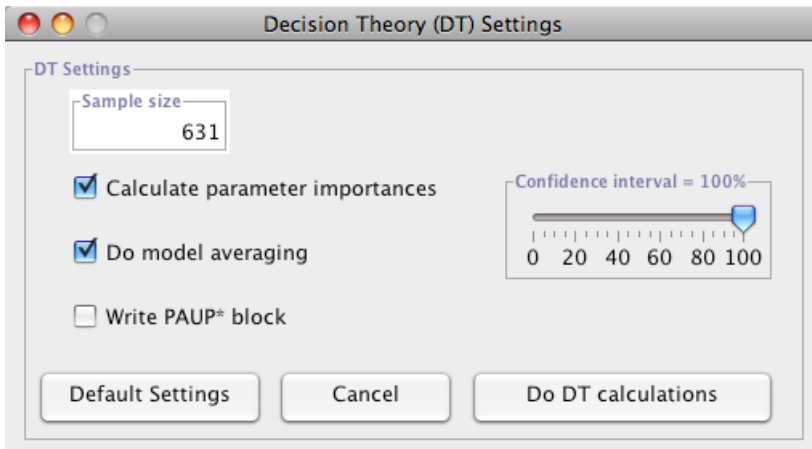 Decision Theory (DT) Settings
DT Settings
Sample size
631
Calculate parameter importances
Confidence interval = 100%
0 20 40 60 80 100
Do model averaging
Write PAUP* block
Default Settings
Cancel
Do DT calculations